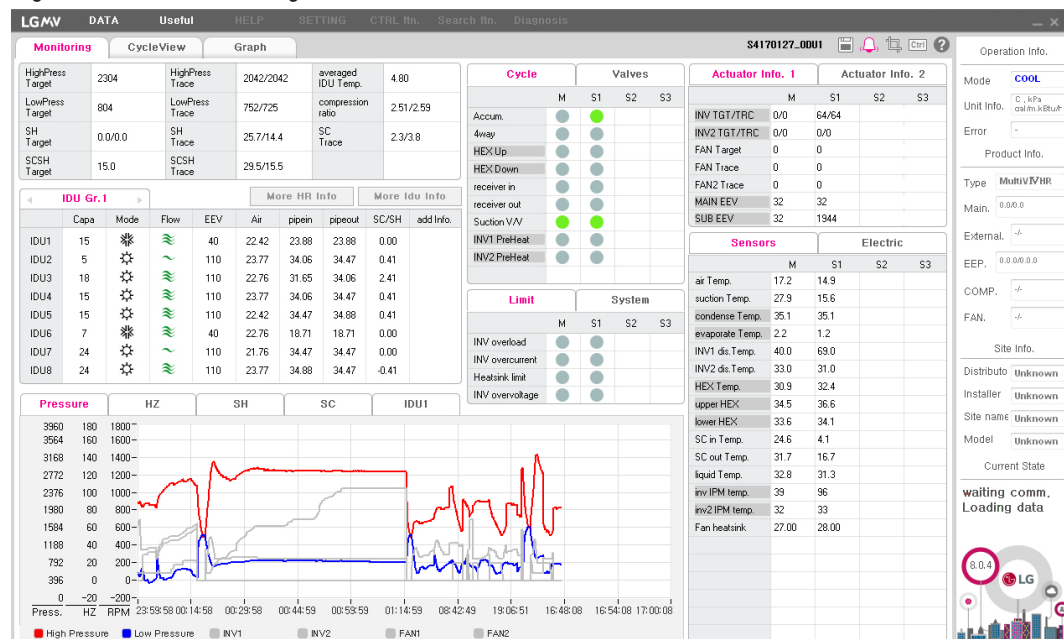 LGMV DATA Useful HELP SETTING CTRL ftn. Search ftn. Diagnosis
Monitoring CycleView Graph S4170127_ODU1 Ctrl ?
HighPress Target 2304 HighPress Trace 2042/2042 averaged IDU Temp. 4.80
LowPress Target 804 LowPress Trace 752/725 compression ratio 2.51/2.59
SH Target 0.0/0.0 SH Trace 25.7/14.4 SC Trace 2.3/3.8
SCSH Target 15.0 SCSH Trace 29.5/15.5
IDU Gr.1 More HR Info More Idu Info
Capa Mode Flow EEV Air pipein pipeout SC/SH add Info.
IDU1 15 40 22.42 23.88 23.88 0.00
IDU2 5 110 23.77 34.06 34.47 0.41
IDU3 18 110 22.76 31.65 34.06 2.41
IDU4 15 110 23.77 34.06 34.47 0.41
IDU5 15 110 22.42 34.47 34.88 0.41
IDU6 7 40 22.76 18.71 18.71 0.00
IDU7 24 110 21.76 34.47 34.47 0.00
IDU8 24 110 23.77 34.88 34.47 -0.41
Cycle Valves
M S1 S2 S3
Accum.
4way
HEX Up
HEX Down
receiver in
receiver out
Suction V/V
INV1 PreHeat
INV2 PreHeat
Limit System
M S1 S2 S3
INV overload
INV overcurrent
Heatsink limit
INV overvoltage
Actuator Info. 1 Actuator Info. 2
M S1 S2 S3
INV TGT/TRC 0/0 64/64
INV2 TGT/TRC 0/0 0/0
FAN Target 0 0
FAN Trace 0 0
FAN2 Trace 0 0
MAIN EEV 32 32
SUB EEV 32 1944
Sensors Electric
M S1 S2 S3
air Temp. 17.2 14.9
suction Temp. 27.9 15.6
condense Temp. 35.1 35.1
evaporate Temp. 2.2 1.2
INV1 dis.Temp. 40.0 69.0
INV2 dis.Temp. 33.0 31.0
HEX Temp. 30.9 32.4
upper HEX 34.5 36.6
lower HEX 33.6 34.1
SC in Temp. 24.6 4.1
SC out Temp. 31.7 16.7
liquid Temp. 32.8 31.3
inv IPM temp. 39 96
inv2 IPM temp. 32 33
Fan heatsink 27.00 28.00
Pressure HZ SH SC IDU1
3960 180 1800
3564 160 1600
3168 140 1400
2772 120 1200
2376 100 1000
1980 80 800
1584 60 600
1188 40 400
792 20 200
396 0 0
0 -20 -200
Press. HZ RPM 23:59:58 00:14:58 00:29:58 00:44:59 00:59:59 01:14:59 08:42:49 19:06:51 16:48:08 16:54:08 17:00:08
High Pressure Low Pressure INV1 INV2 FAN1 FAN2
Operation Info.
Mode COOL
Unit Info. C , kPa
Error -
Product Info.
Type MultiV IV HR
Main. 0.0/0.0
External. -/-
EEP. 0.0.0/0.0.0
COMP. -/-
FAN. -/-
Site Info.
Distributo Unknown
Installer Unknown
Site name Unknown
Model Unknown
Current State
waiting comm.
Loading data
8.0.4
LG